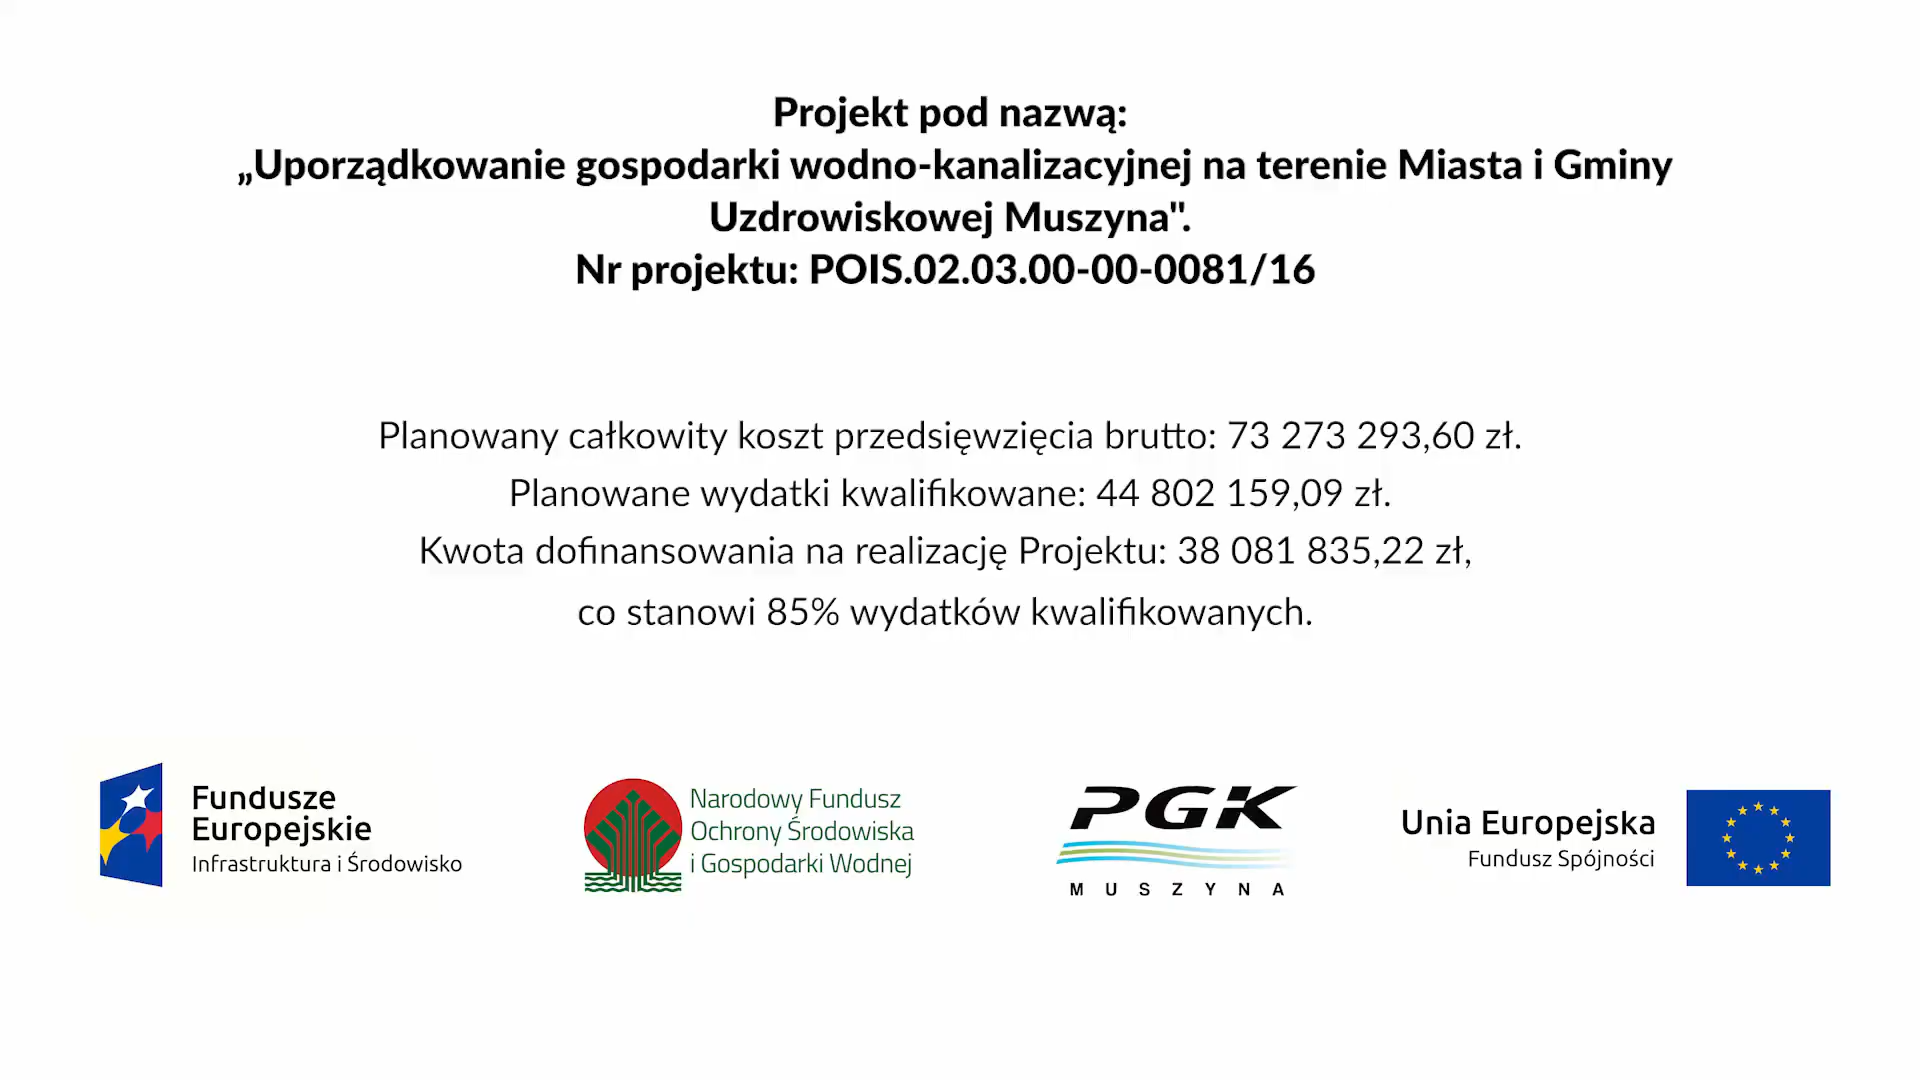 Projekt pod nazwą:
„Uporządkowanie gospodarki wodno-kanalizacyjnej na terenie Miasta i Gminy
Uzdrowiskowej Muszyna".
Nr projektu: POIS.02.03.00-00-0081/16
Planowany całkowity koszt przedsięwzięcia brutto: 73 273 293,60 zł.
Planowane wydatki kwalifikowane: 44 802 159,09 zł.
Kwota dofinansowania na realizację Projektu: 38 081 835,22 zł,
co stanowi 85% wydatków kwalifikowanych.
Fundusze
Europejskie
Infrastruktura i Środowisko
Narodowy Fundusz
Ochrony Środowiska
i Gospodarki Wodnej
PGK
MUSZYNA
Unia Europejska
Fundusz Spójności